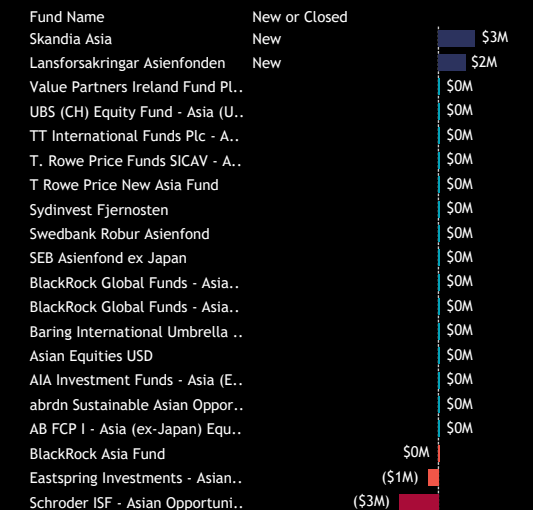 Fund Name New or Closed
Skandia Asia New $3M
Lansforsakringar Asienfonden New $2M
Value Partners Ireland Fund Pl.. $0M
UBS (CH) Equity Fund - Asia (U.. $0M
TT International Funds Plc - A.. $0M
T. Rowe Price Funds SICAV - A.. $0M
T Rowe Price New Asia Fund $0M
Sydinvest Fjernosten $0M
Swedbank Robur Asienfond $0M
SEB Asienfond ex Japan $0M
BlackRock Global Funds - Asia.. $0M
BlackRock Global Funds - Asia.. $0M
Baring International Umbrella .. $0M
Asian Equities USD $0M
AIA Investment Funds - Asia (E.. $0M
abrdn Sustainable Asian Oppor.. $0M
AB FCP I - Asia (ex-Japan) Equ.. $0M
BlackRock Asia Fund $0M
Eastspring Investments - Asian.. ($1M)
Schroder ISF - Asian Opportuni.. ($3M)